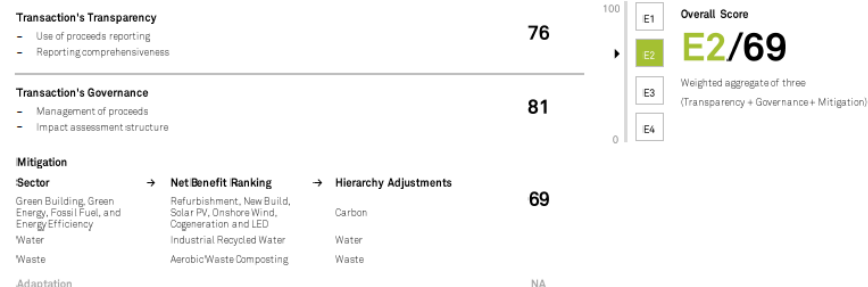 Transaction's Transparency
– Use of proceeds reporting
– Reporting comprehensiveness
76
Transaction's Governance
– Management of proceeds
– Impact assessment structure
81
Mitigation
Sector → Net Benefit Ranking → Hierarchy Adjustments
Green Building, Green
Energy, Fossil Fuel, and
Energy Efficiency
Refurbishment, New Build,
Solar PV, Onshore Wind,
Cogeneration and LED
Carbon
69
Water Industrial Recycled Water Water
Waste Aerobic Waste Composting Waste
Adaptation NA
100
E1
E2
E3
E4
0
Overall Score
E2/69
Weighted aggregate of three
(Transparency + Governance + Mitigation)